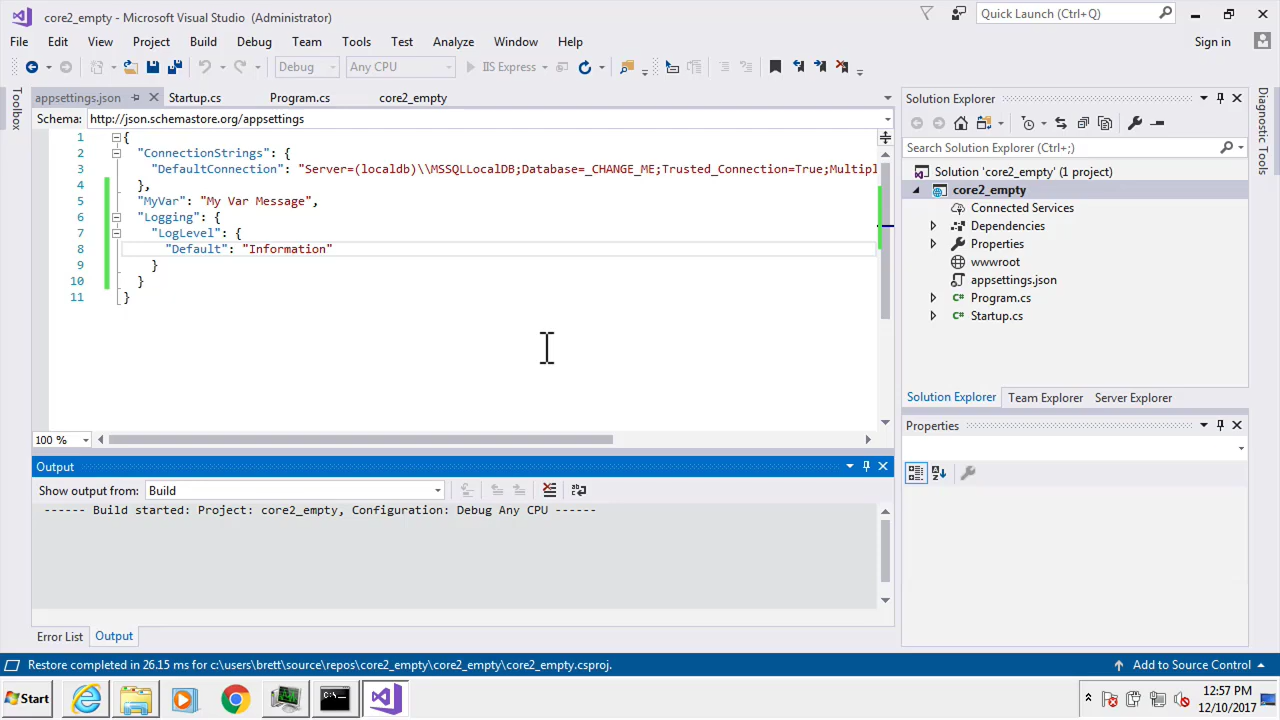 core2_empty - Microsoft Visual Studio (Administrator)
Quick Launch (Ctrl+Q)
File Edit View Project Build Debug Team Tools Test Analyze Window Help
Sign in
Debug Any CPU IIS Express
Toolbox
appsettings.json Startup.cs Program.cs core2_empty
Schema: http://json.schemastore.org/appsettings
1 {
2 "ConnectionStrings": {
3 "DefaultConnection": "Server=(localdb)\\MSSQLLocalDB;Database=_CHANGE_ME;Trusted_Connection=True;Multipl
4 },
5 "MyVar": "My Var Message",
6 "Logging": {
7 "LogLevel": {
8 "Default": "Information"
9 }
10 }
11 }
100 %
Output
Show output from: Build
------ Build started: Project: core2_empty, Configuration: Debug Any CPU ------
Error List Output
Solution Explorer
Search Solution Explorer (Ctrl+;)
Solution 'core2_empty' (1 project)
core2_empty
Connected Services
Dependencies
Properties
wwwroot
appsettings.json
C# Program.cs
C# Startup.cs
Solution Explorer Team Explorer Server Explorer
Properties
Diagnostic Tools
Restore completed in 26.15 ms for c:\users\brett\source\repos\core2_empty\core2_empty\core2_empty.csproj.
Add to Source Control
Start
12:57 PM
12/10/2017